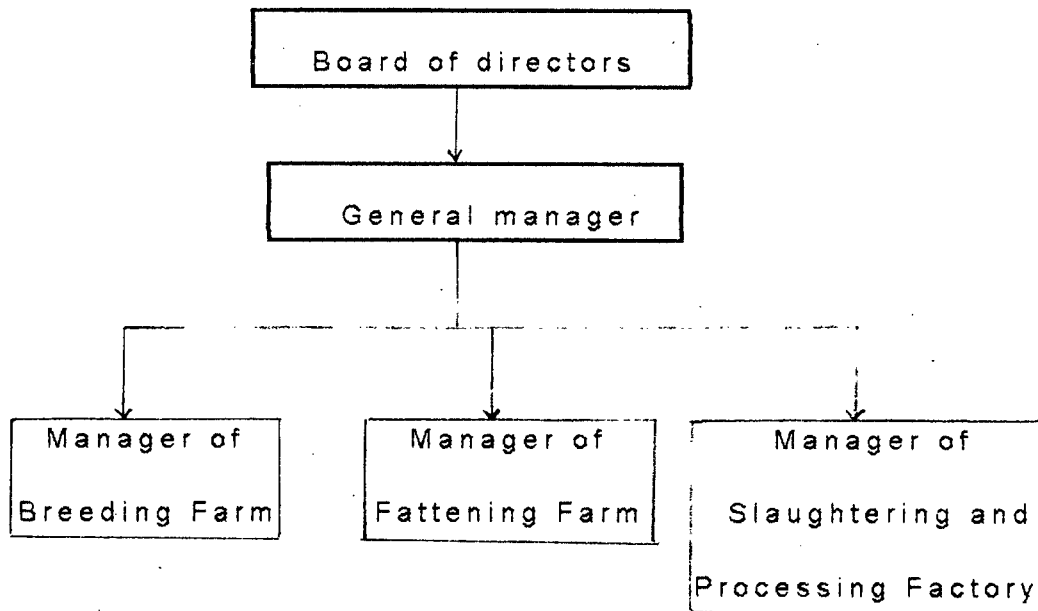 Board of directors
General manager
Manager of
Breeding Farm
Manager of
Fattening Farm
Manager of
Slaughtering and
Processing Factory